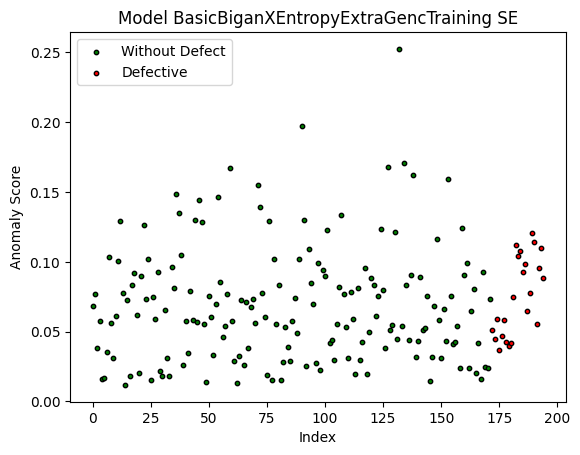 Model BasicBiganXEntropyExtraGencTraining SE
Without Defect
Defective
Anomaly Score
0.25
0.20
0.15
0.10
0.05
0.00
0 25 50 75 100 125 150 175 200
Index